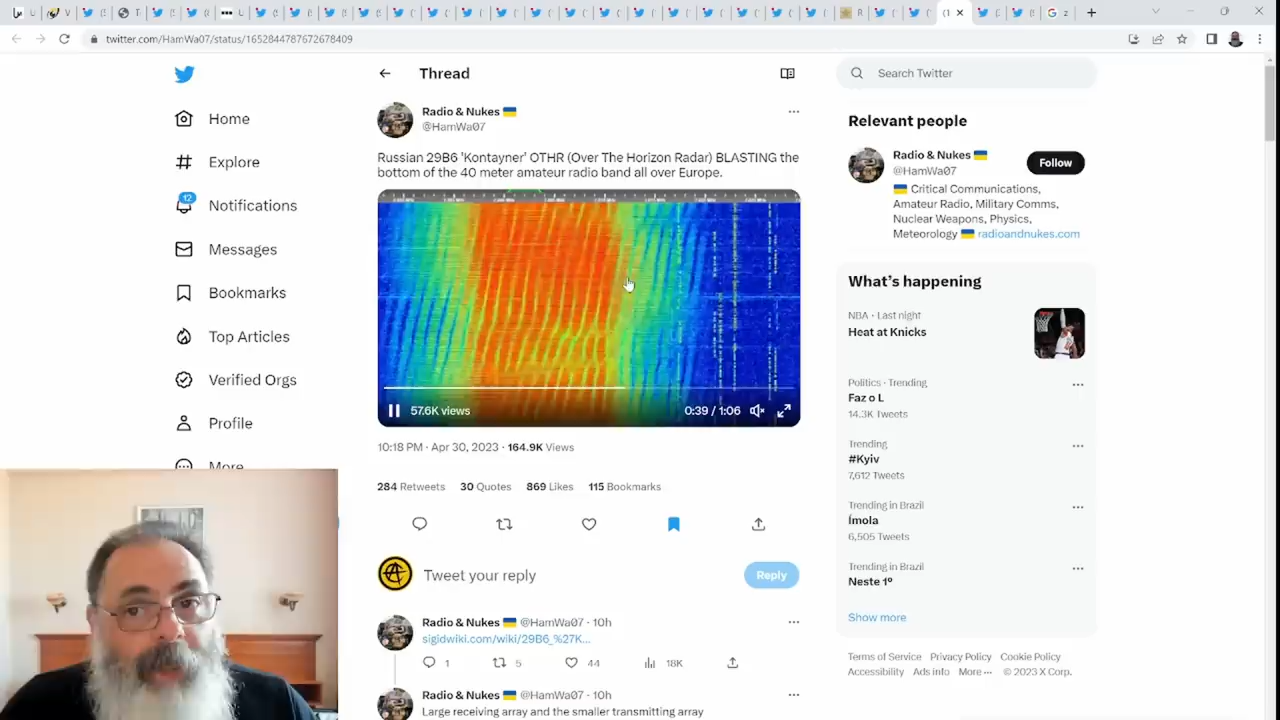 twitter.com/HamWa07/status/1652844787672678409
Home
Explore
12
Notifications
Messages
Bookmarks
Top Articles
Verified Orgs
Profile
More
Thread
Radio & Nukes
@HamWa07
Russian 29B6 'Kontayner' OTHR (Over The Horizon Radar) BLASTING the
bottom of the 40 meter amateur radio band all over Europe.
57.6K views
0:39 / 1:06
10:18 PM · Apr 30, 2023 · 164.9K Views
284 Retweets 30 Quotes 869 Likes 115 Bookmarks
Tweet your reply
Reply
Radio & Nukes @HamWa07 · 10h
sigidwiki.com/wiki/29B6_%27K...
1 5 44 18K
Radio & Nukes @HamWa07 · 10h
Large receiving array and the smaller transmitting array
Search Twitter
Relevant people
Radio & Nukes
@HamWa07
Follow
Critical Communications,
Amateur Radio, Military Comms,
Nuclear Weapons, Physics,
Meteorology radioandnukes.com
What's happening
NBA · Last night
Heat at Knicks
Politics · Trending
Faz o L
14.3K Tweets
Trending
#Kyiv
7,612 Tweets
Trending in Brazil
Ímola
6,505 Tweets
Trending in Brazil
Neste 1º
Show more
Terms of Service Privacy Policy Cookie Policy
Accessibility Ads info More ··· © 2023 X Corp.